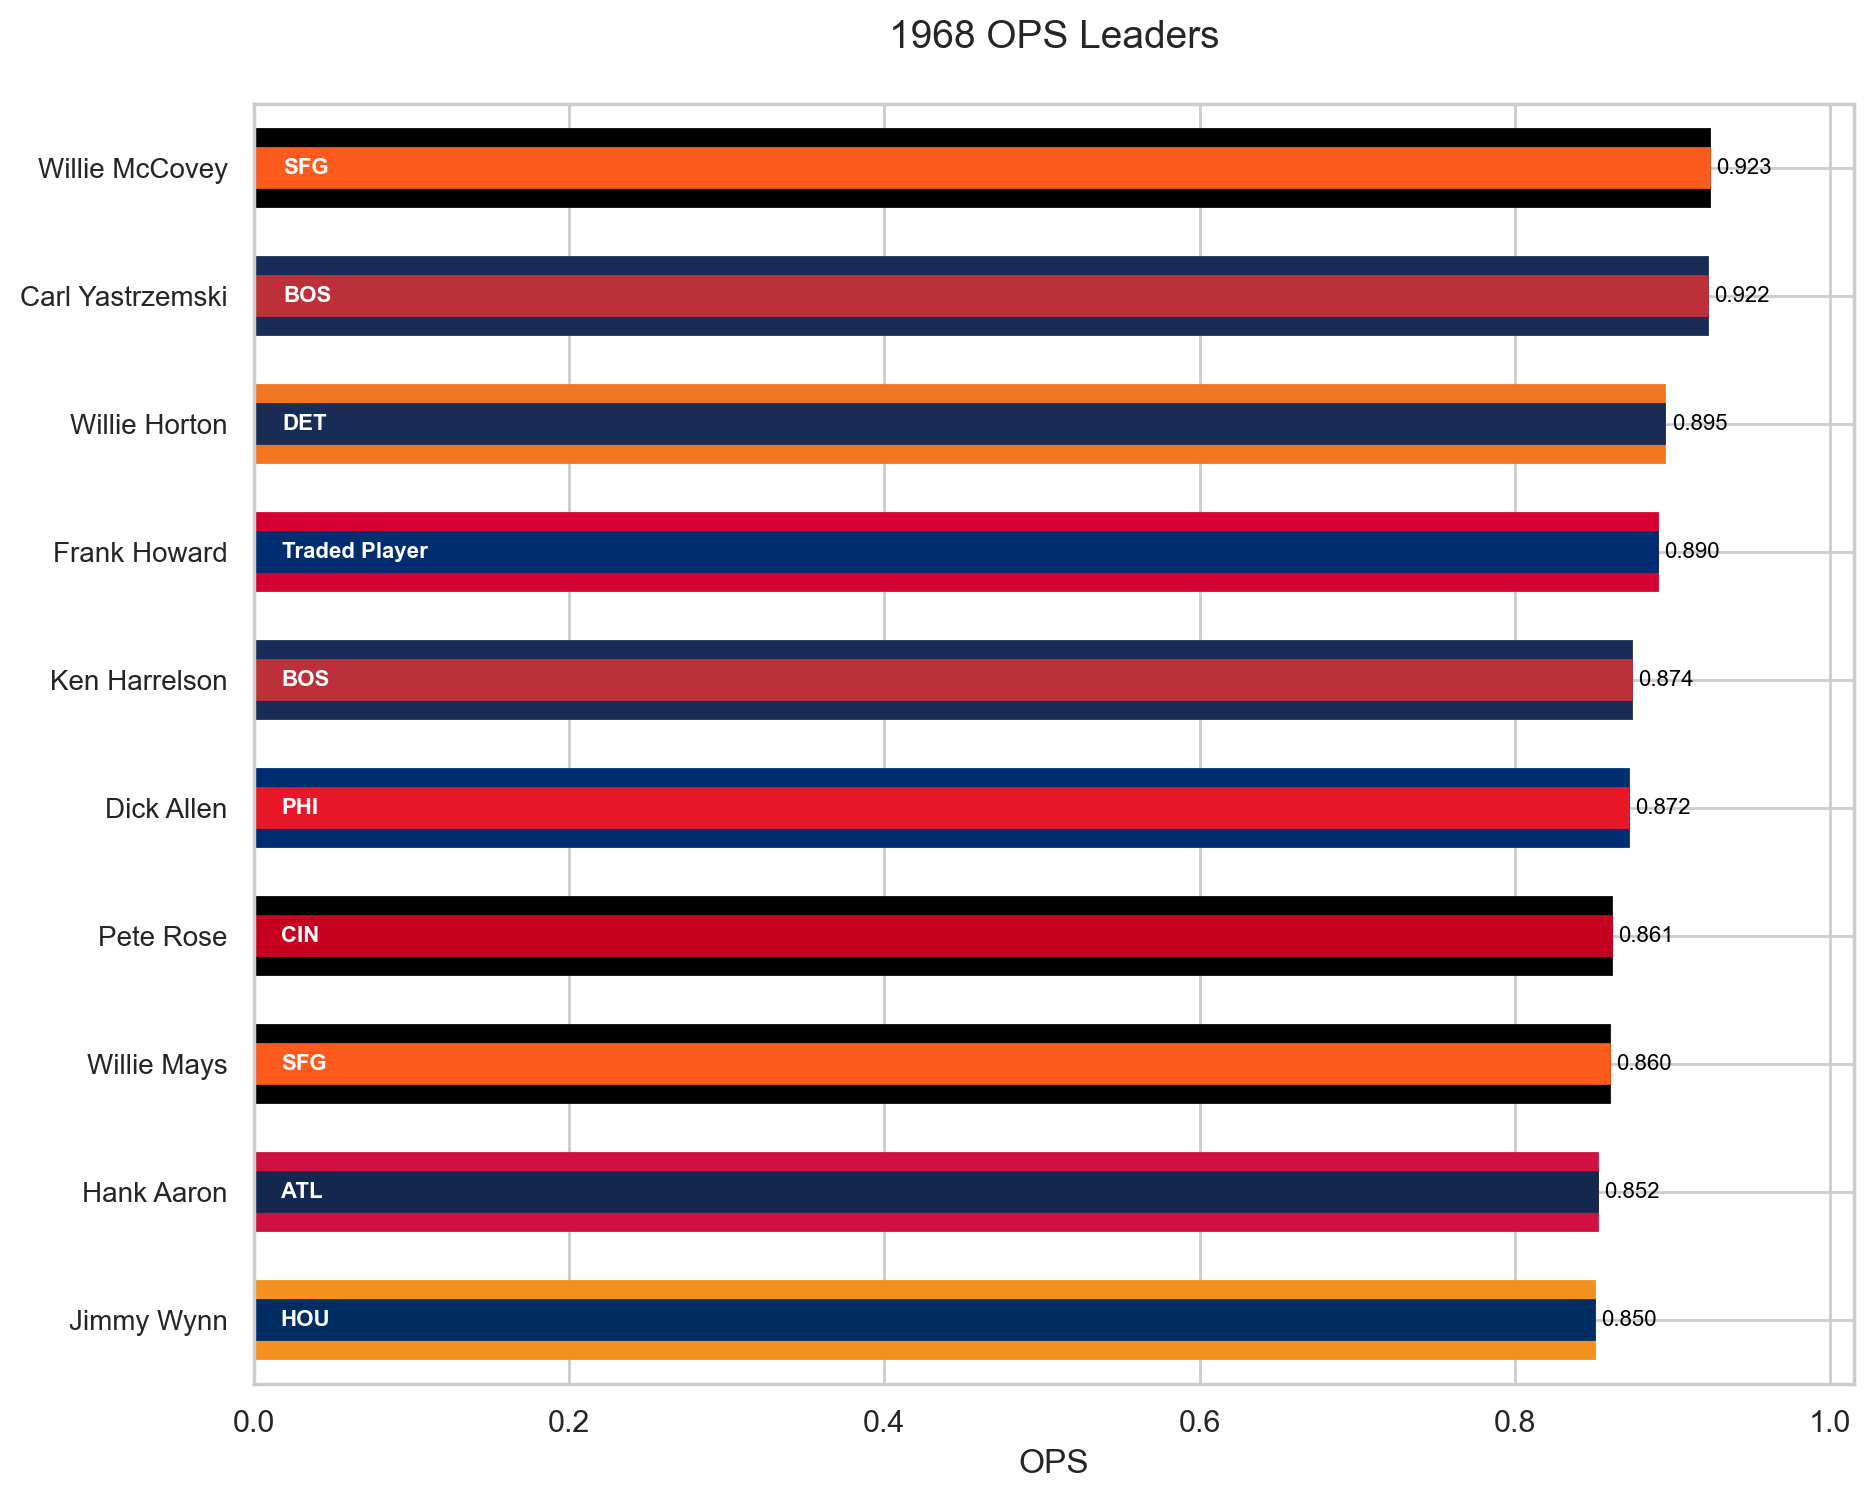 1968 OPS Leaders
Willie McCovey SFG 0.923
Carl Yastrzemski BOS 0.922
Willie Horton DET 0.895
Frank Howard Traded Player 0.890
Ken Harrelson BOS 0.874
Dick Allen PHI 0.872
Pete Rose CIN 0.861
Willie Mays SFG 0.860
Hank Aaron ATL 0.852
Jimmy Wynn HOU 0.850
0.0 0.2 0.4 0.6 0.8 1.0
OPS